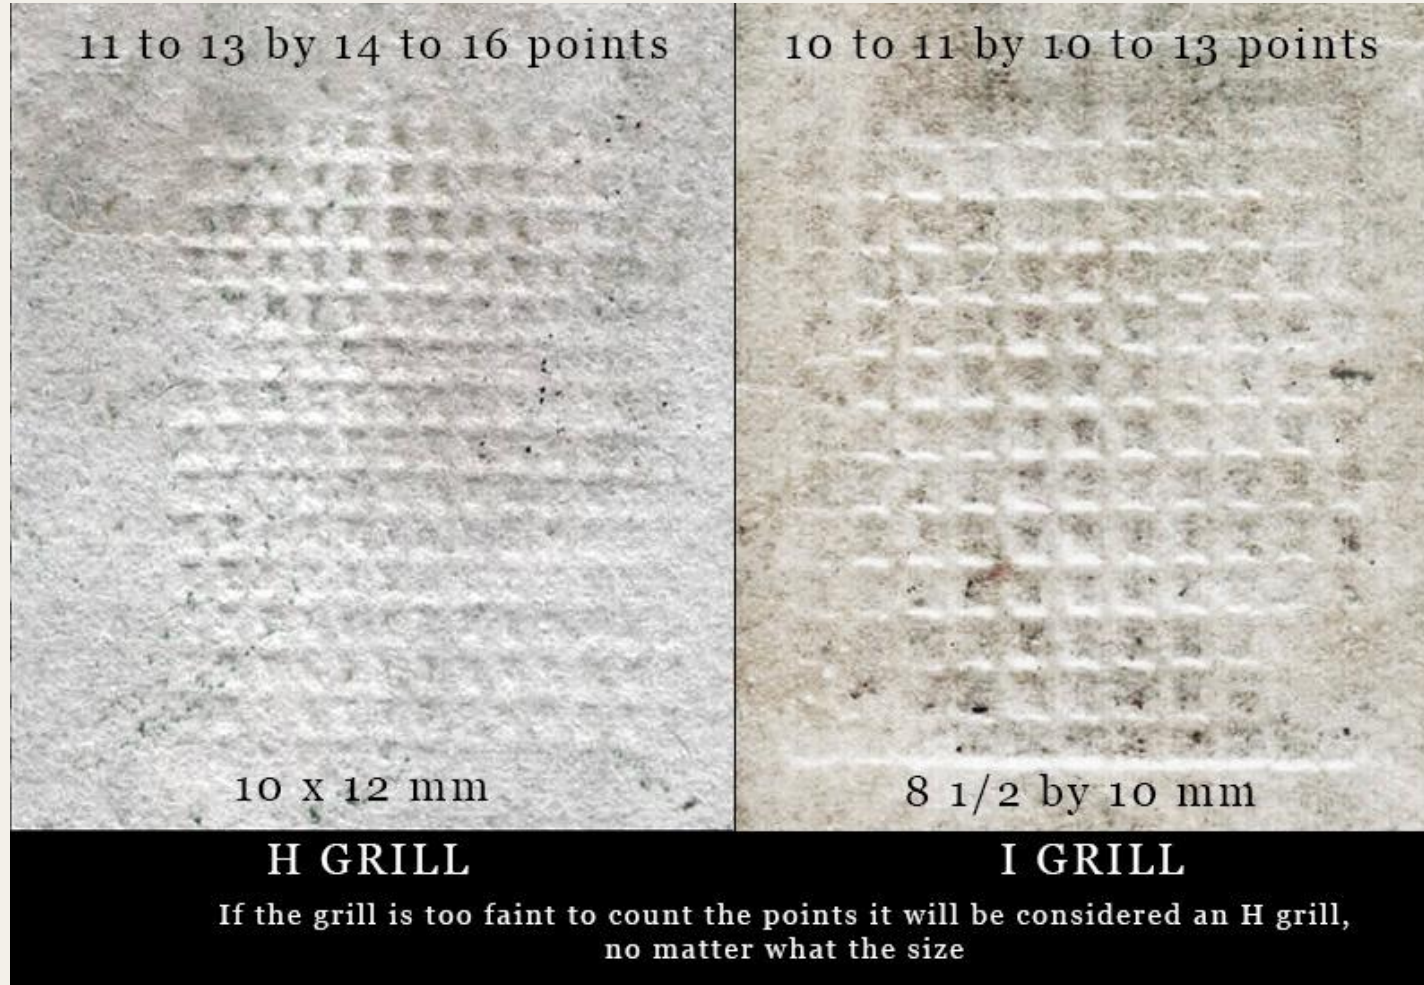 11 to 13 by 14 to 16 points
10 to 11 by 10 to 13 points
10 x 12 mm
8 1/2 by 10 mm
H GRILL
I GRILL
If the grill is too faint to count the points it will be considered an H grill,
no matter what the size